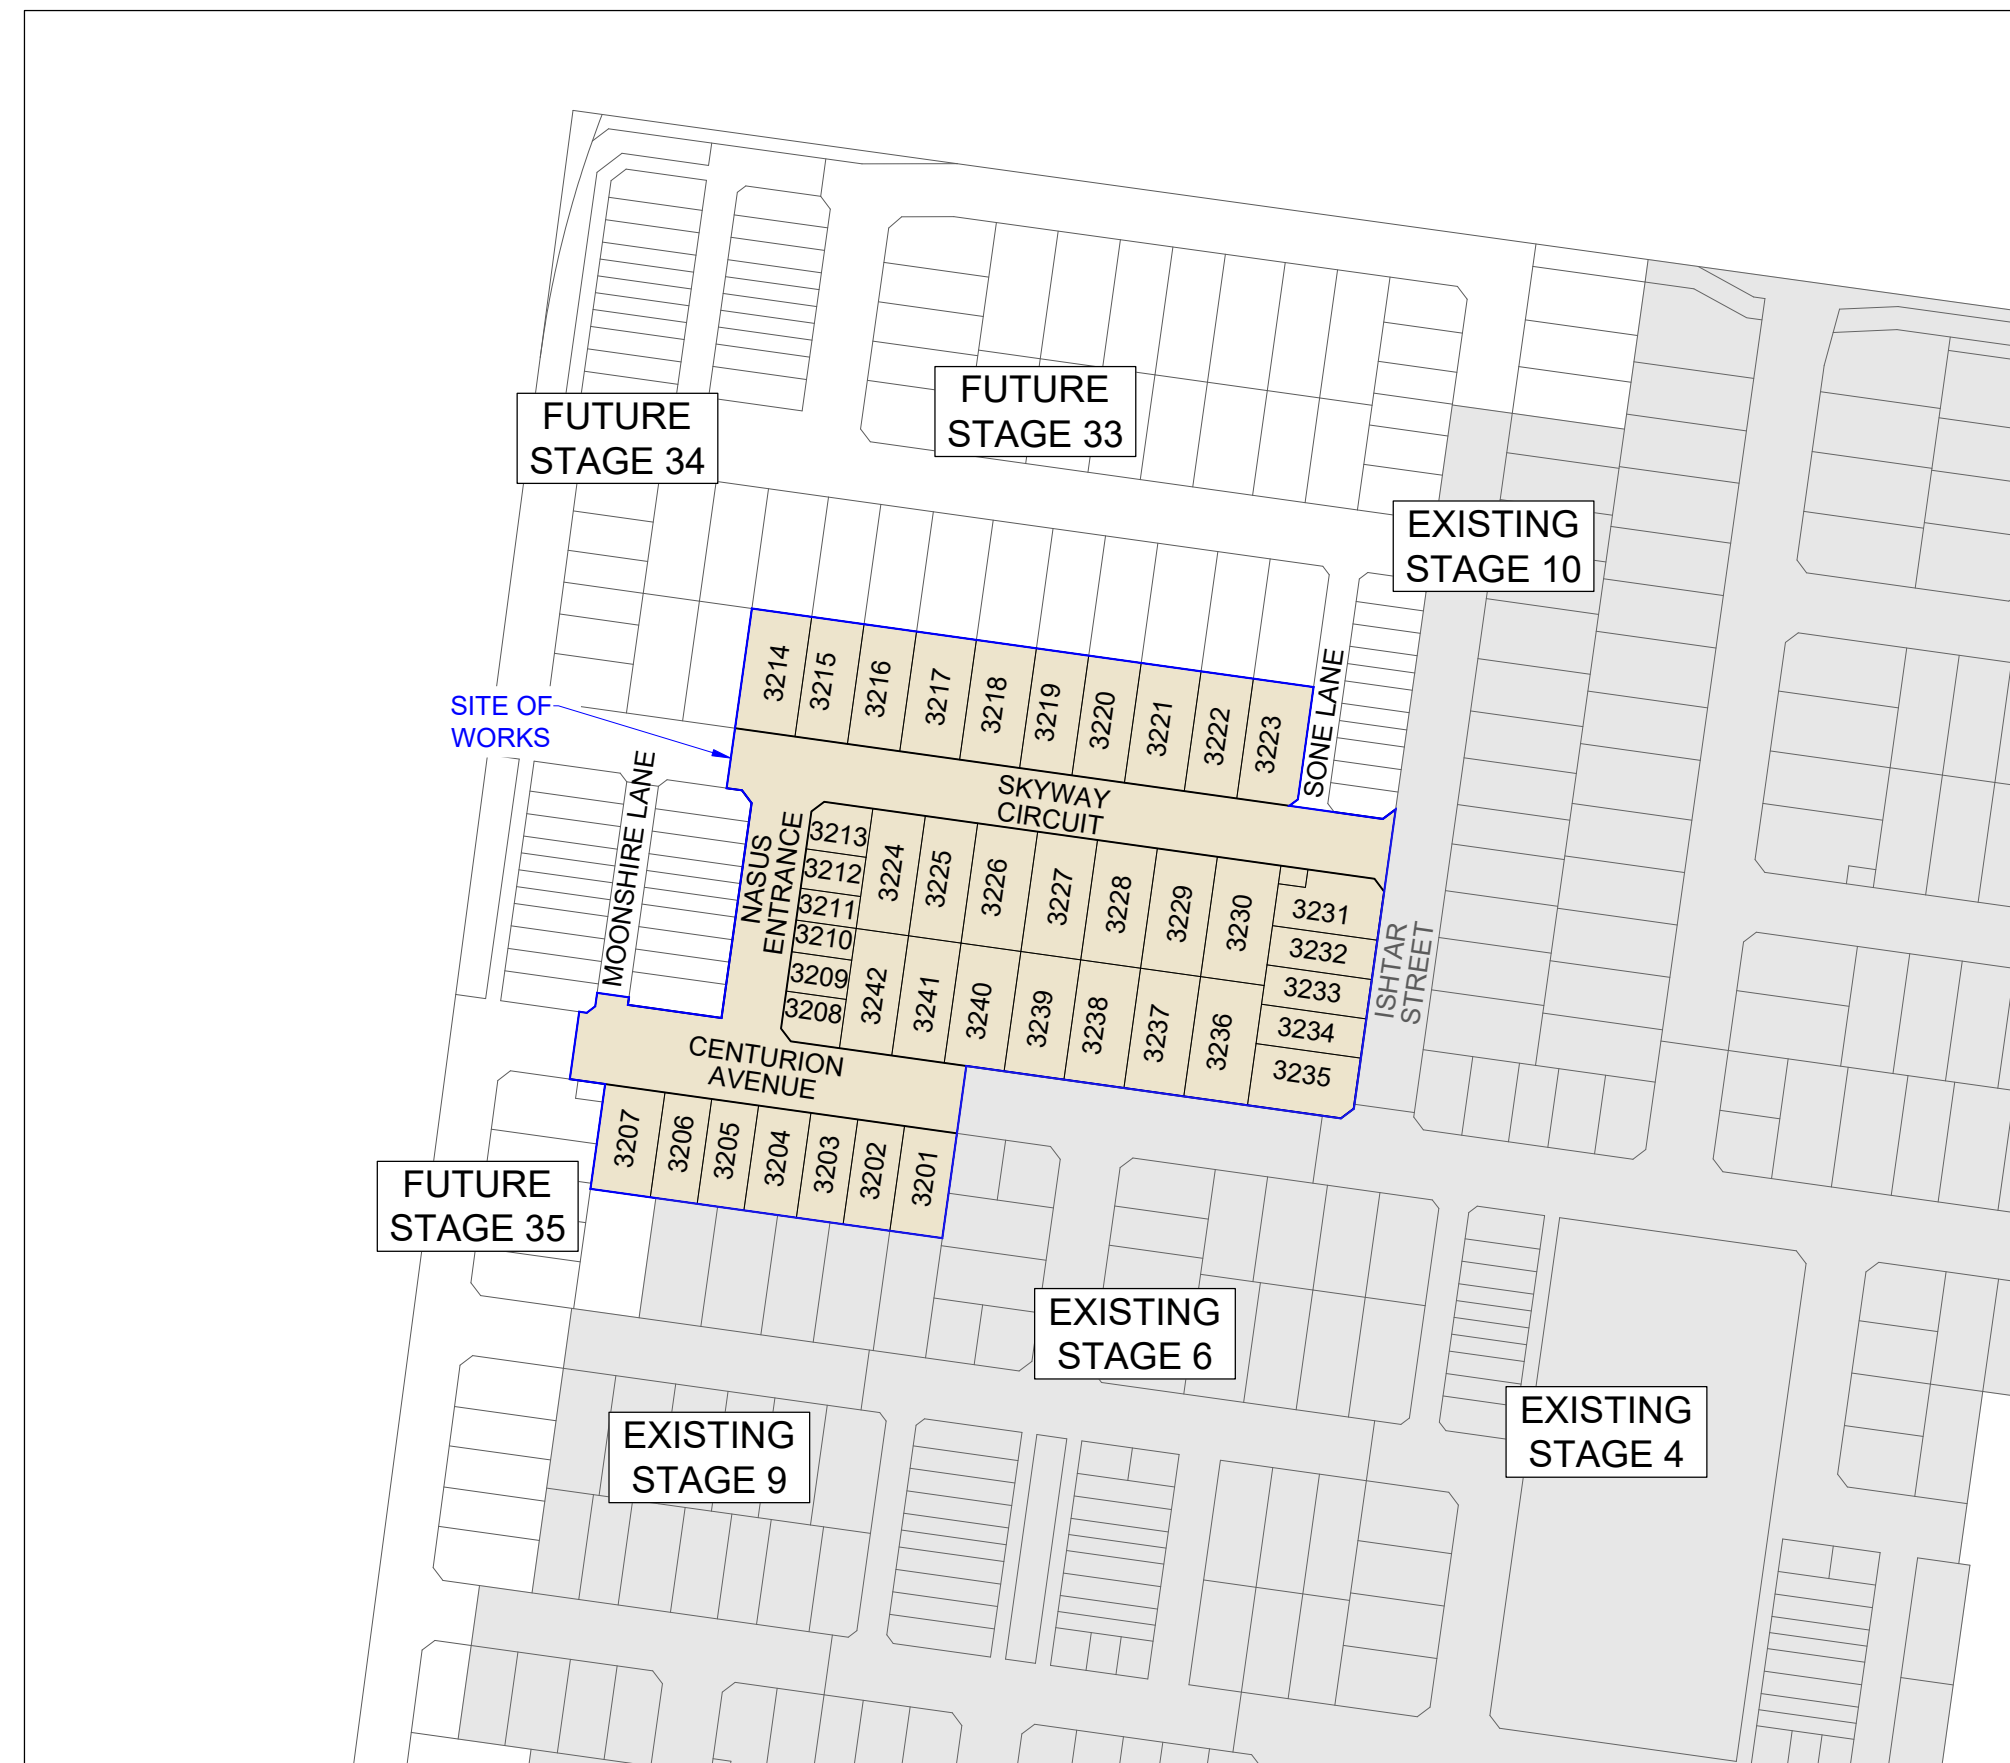 FUTURE
STAGE 34
FUTURE
STAGE 33
EXISTING
STAGE 10
SITE OF
WORKS
3214
3215
3216
3217
3218
3219
3220
3221
3222
3223
SONE LANE
MOONSHIRE LANE
SKYWAY
CIRCUIT
NASUS
ENTRANCE
3213
3212
3211
3210
3209
3208
3224
3225
3226
3227
3228
3229
3230
3231
3232
3233
3234
3235
3242
3241
3240
3239
3238
3237
3236
ISHTAR
STREET
CENTURION
AVENUE
3207
3206
3205
3204
3203
3202
3201
FUTURE
STAGE 35
EXISTING
STAGE 6
EXISTING
STAGE 9
EXISTING
STAGE 4